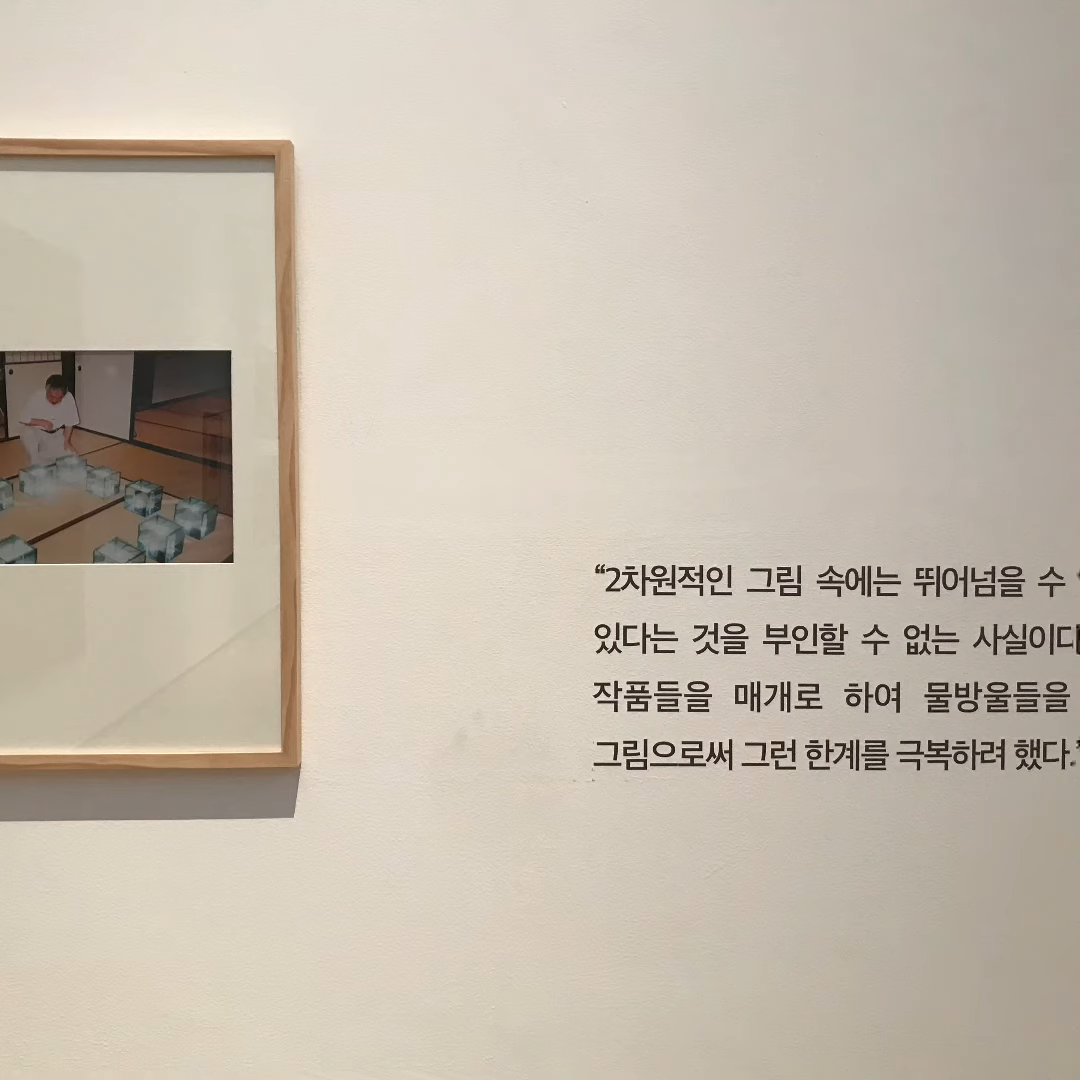 “2차원적인 그림 속에는 뛰어넘을 수
있다는 것을 부인할 수 없는 사실이다
작품들을 매개로 하여 물방울들을
그림으로써 그런 한계를 극복하려 했다.”